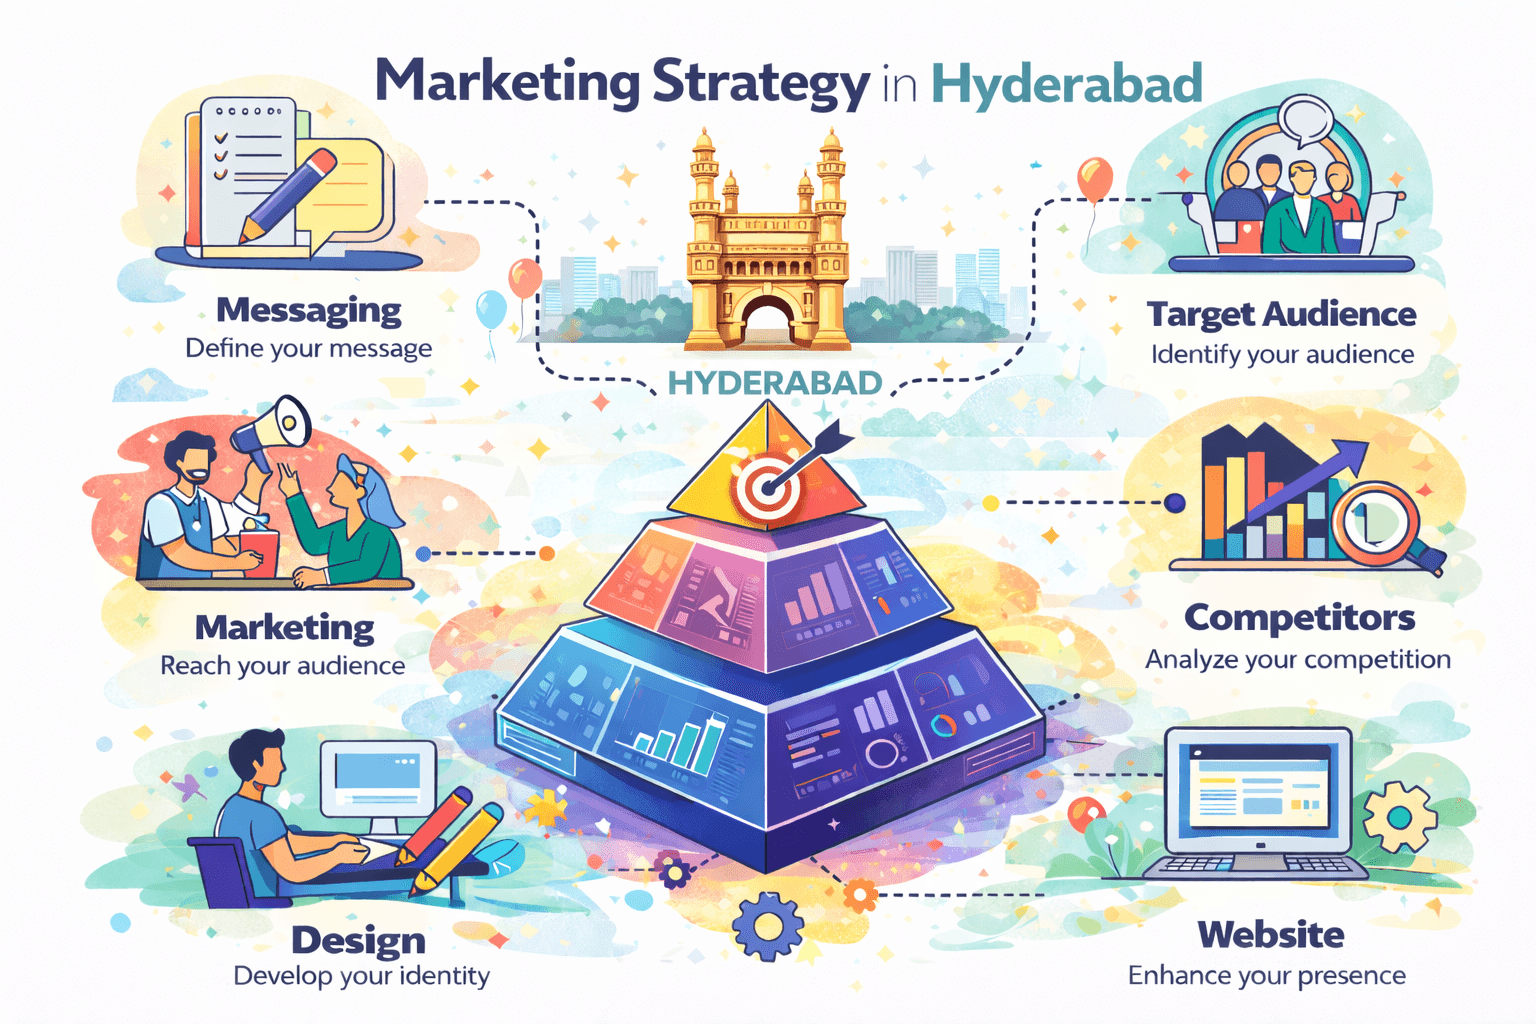 Marketing Strategy in Hyderabad
Messaging
Define your message
Target Audience
Identify your audience
HYDERABAD
Marketing
Reach your audience
Competitors
Analyze your competition
Design
Develop your identity
Website
Enhance your presence